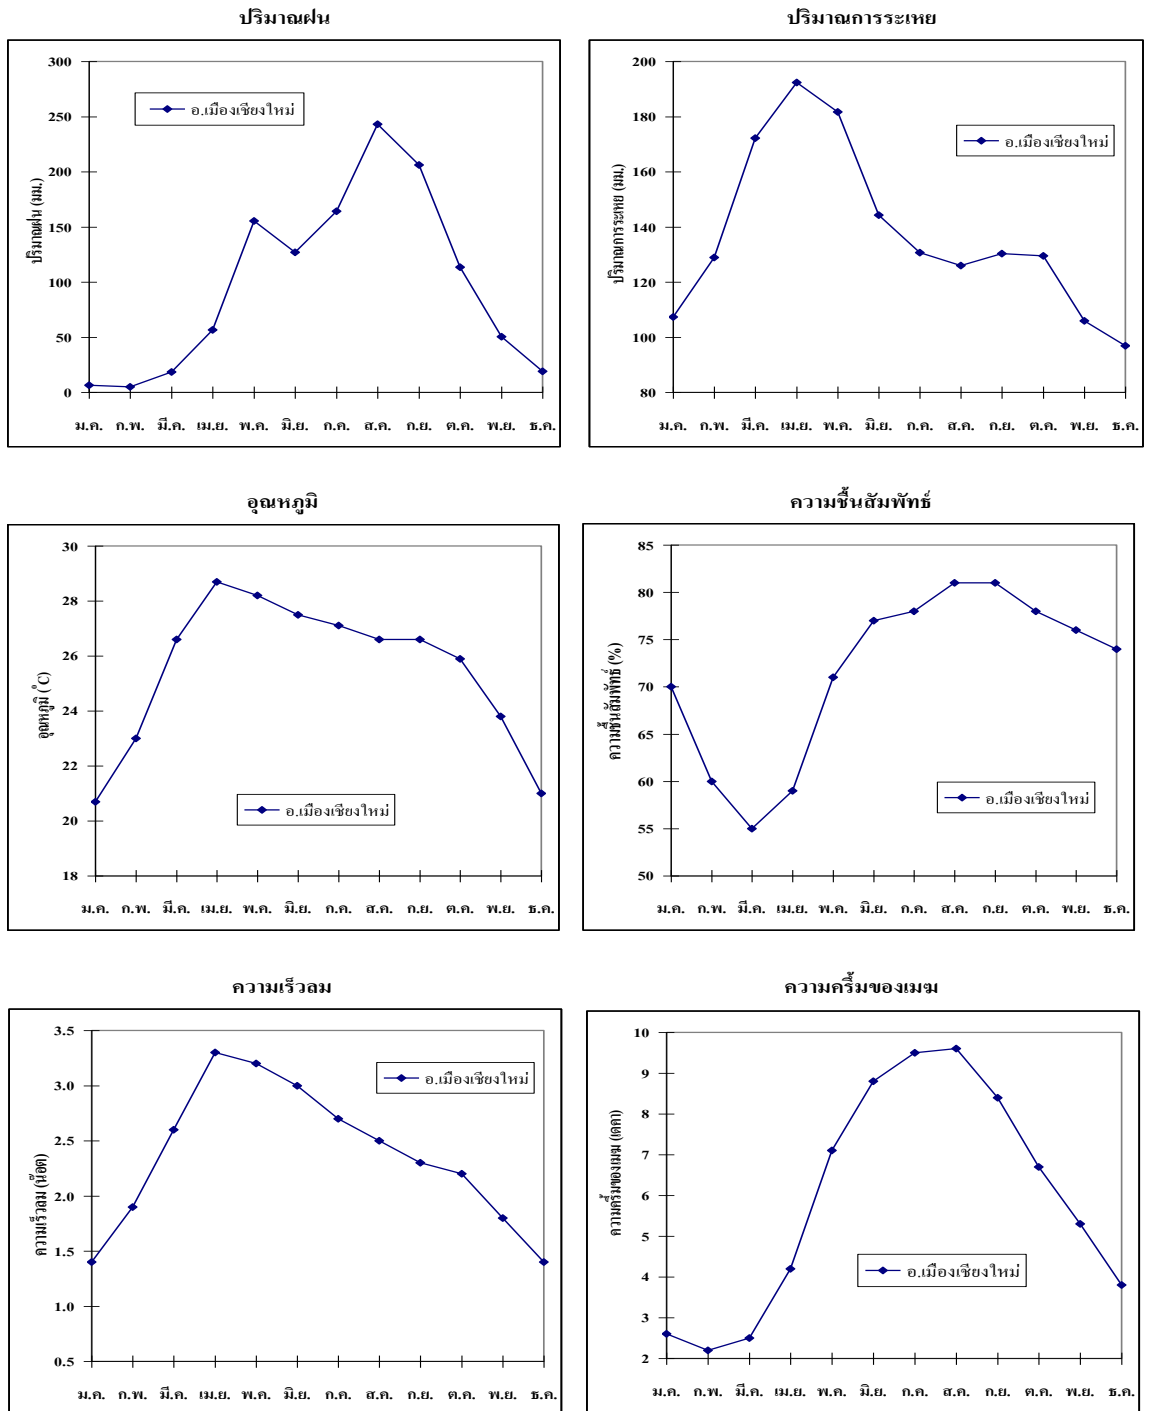 ปริมาณฝน
300
250
200
150
100
50
0
ปริมาณฝน (มม.)
อ.เมืองเชียงใหม่
ม.ค. ก.พ. มี.ค. เม.ย. พ.ค. มิ.ย. ก.ค. ส.ค. ก.ย. ต.ค. พ.ย. ธ.ค.
ปริมาณการระเหย
200
180
160
140
120
100
80
ปริมาณการระเหย (มม.)
อ.เมืองเชียงใหม่
ม.ค. ก.พ. มี.ค. เม.ย. พ.ค. มิ.ย. ก.ค. ส.ค. ก.ย. ต.ค. พ.ย. ธ.ค.
อุณหภูมิ
30
28
26
24
22
20
18
อุณหภูมิ (°C)
อ.เมืองเชียงใหม่
ม.ค. ก.พ. มี.ค. เม.ย. พ.ค. มิ.ย. ก.ค. ส.ค. ก.ย. ต.ค. พ.ย. ธ.ค.
ความชื้นสัมพัทธ์
85
80
75
70
65
60
55
50
ความชื้นสัมพัทธ์ (%)
อ.เมืองเชียงใหม่
ม.ค. ก.พ. มี.ค. เม.ย. พ.ค. มิ.ย. ก.ค. ส.ค. ก.ย. ต.ค. พ.ย. ธ.ค.
ความเร็วลม
3.5
3.0
2.5
2.0
1.5
1.0
0.5
ความเร็วลม (น๊อต)
อ.เมืองเชียงใหม่
ม.ค. ก.พ. มี.ค. เม.ย. พ.ค. มิ.ย. ก.ค. ส.ค. ก.ย. ต.ค. พ.ย. ธ.ค.
ความครึ้มของเมฆ
10
9
8
7
6
5
4
3
2
ความครึ้มของเมฆ (เดคา)
อ.เมืองเชียงใหม่
ม.ค. ก.พ. มี.ค. เม.ย. พ.ค. มิ.ย. ก.ค. ส.ค. ก.ย. ต.ค. พ.ย. ธ.ค.